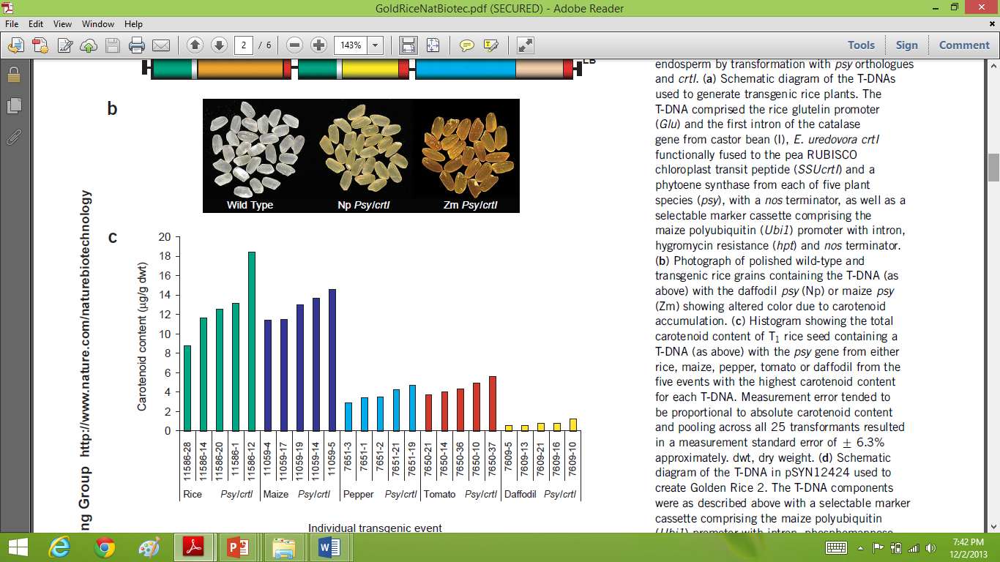 GoldRiceNatBiotec.pdf (SECURED) - Adobe Reader
File Edit View Window Help
2 / 6 143% Tools Sign Comment
LB
endosperm by transformation with psy orthologues
and crtI. (a) Schematic diagram of the T-DNAs
used to generate transgenic rice plants. The
T-DNA comprised the rice glutelin promoter
(Glu) and the first intron of the catalase
gene from castor bean (I), E. uredovora crtI
functionally fused to the pea RUBISCO
chloroplast transit peptide (SSUcrtI) and a
phytoene synthase from each of five plant
species (psy), with a nos terminator, as well as a
selectable marker cassette comprising the
maize polyubiquitin (Ubi1) promoter with intron,
hygromycin resistance (hpt) and nos terminator.
(b) Photograph of polished wild-type and
transgenic rice grains containing the T-DNA (as
above) with the daffodil psy (Np) or maize psy
(Zm) showing altered color due to carotenoid
accumulation. (c) Histogram showing the total
carotenoid content of T1 rice seed containing a
T-DNA (as above) with the psy gene from either
rice, maize, pepper, tomato or daffodil from the
five events with the highest carotenoid content
for each T-DNA. Measurement error tended to
be proportional to absolute carotenoid content
and pooling across all 25 transformants resulted
in a measurement standard error of ± 6.3%
approximately. dwt, dry weight. (d) Schematic
diagram of the T-DNA in pSYN12424 used to
create Golden Rice 2. The T-DNA components
were as described above with a selectable marker
cassette comprising the maize polyubiquitin
(Ubi1) promoter with intron, phosphomannose
b
Wild Type Np Psy/crtI Zm Psy/crtI
c
Carotenoid content (µg/g dwt)
20
18
16
14
12
10
8
6
4
2
0
11586-28
11586-14
11586-20
11586-1
11586-12
11059-4
11059-17
11059-19
11059-14
11059-5
7651-3
7651-1
7651-2
7651-21
7651-19
7650-21
7650-14
7650-36
7650-10
7650-37
7609-5
7609-13
7609-21
7609-16
7609-10
Rice Psy/crtI Maize Psy/crtI Pepper Psy/crtI Tomato Psy/crtI Daffodil Psy/crtI
Individual transgenic event
ng Group http://www.nature.com/naturebiotechnology
7:42 PM
12/2/2013